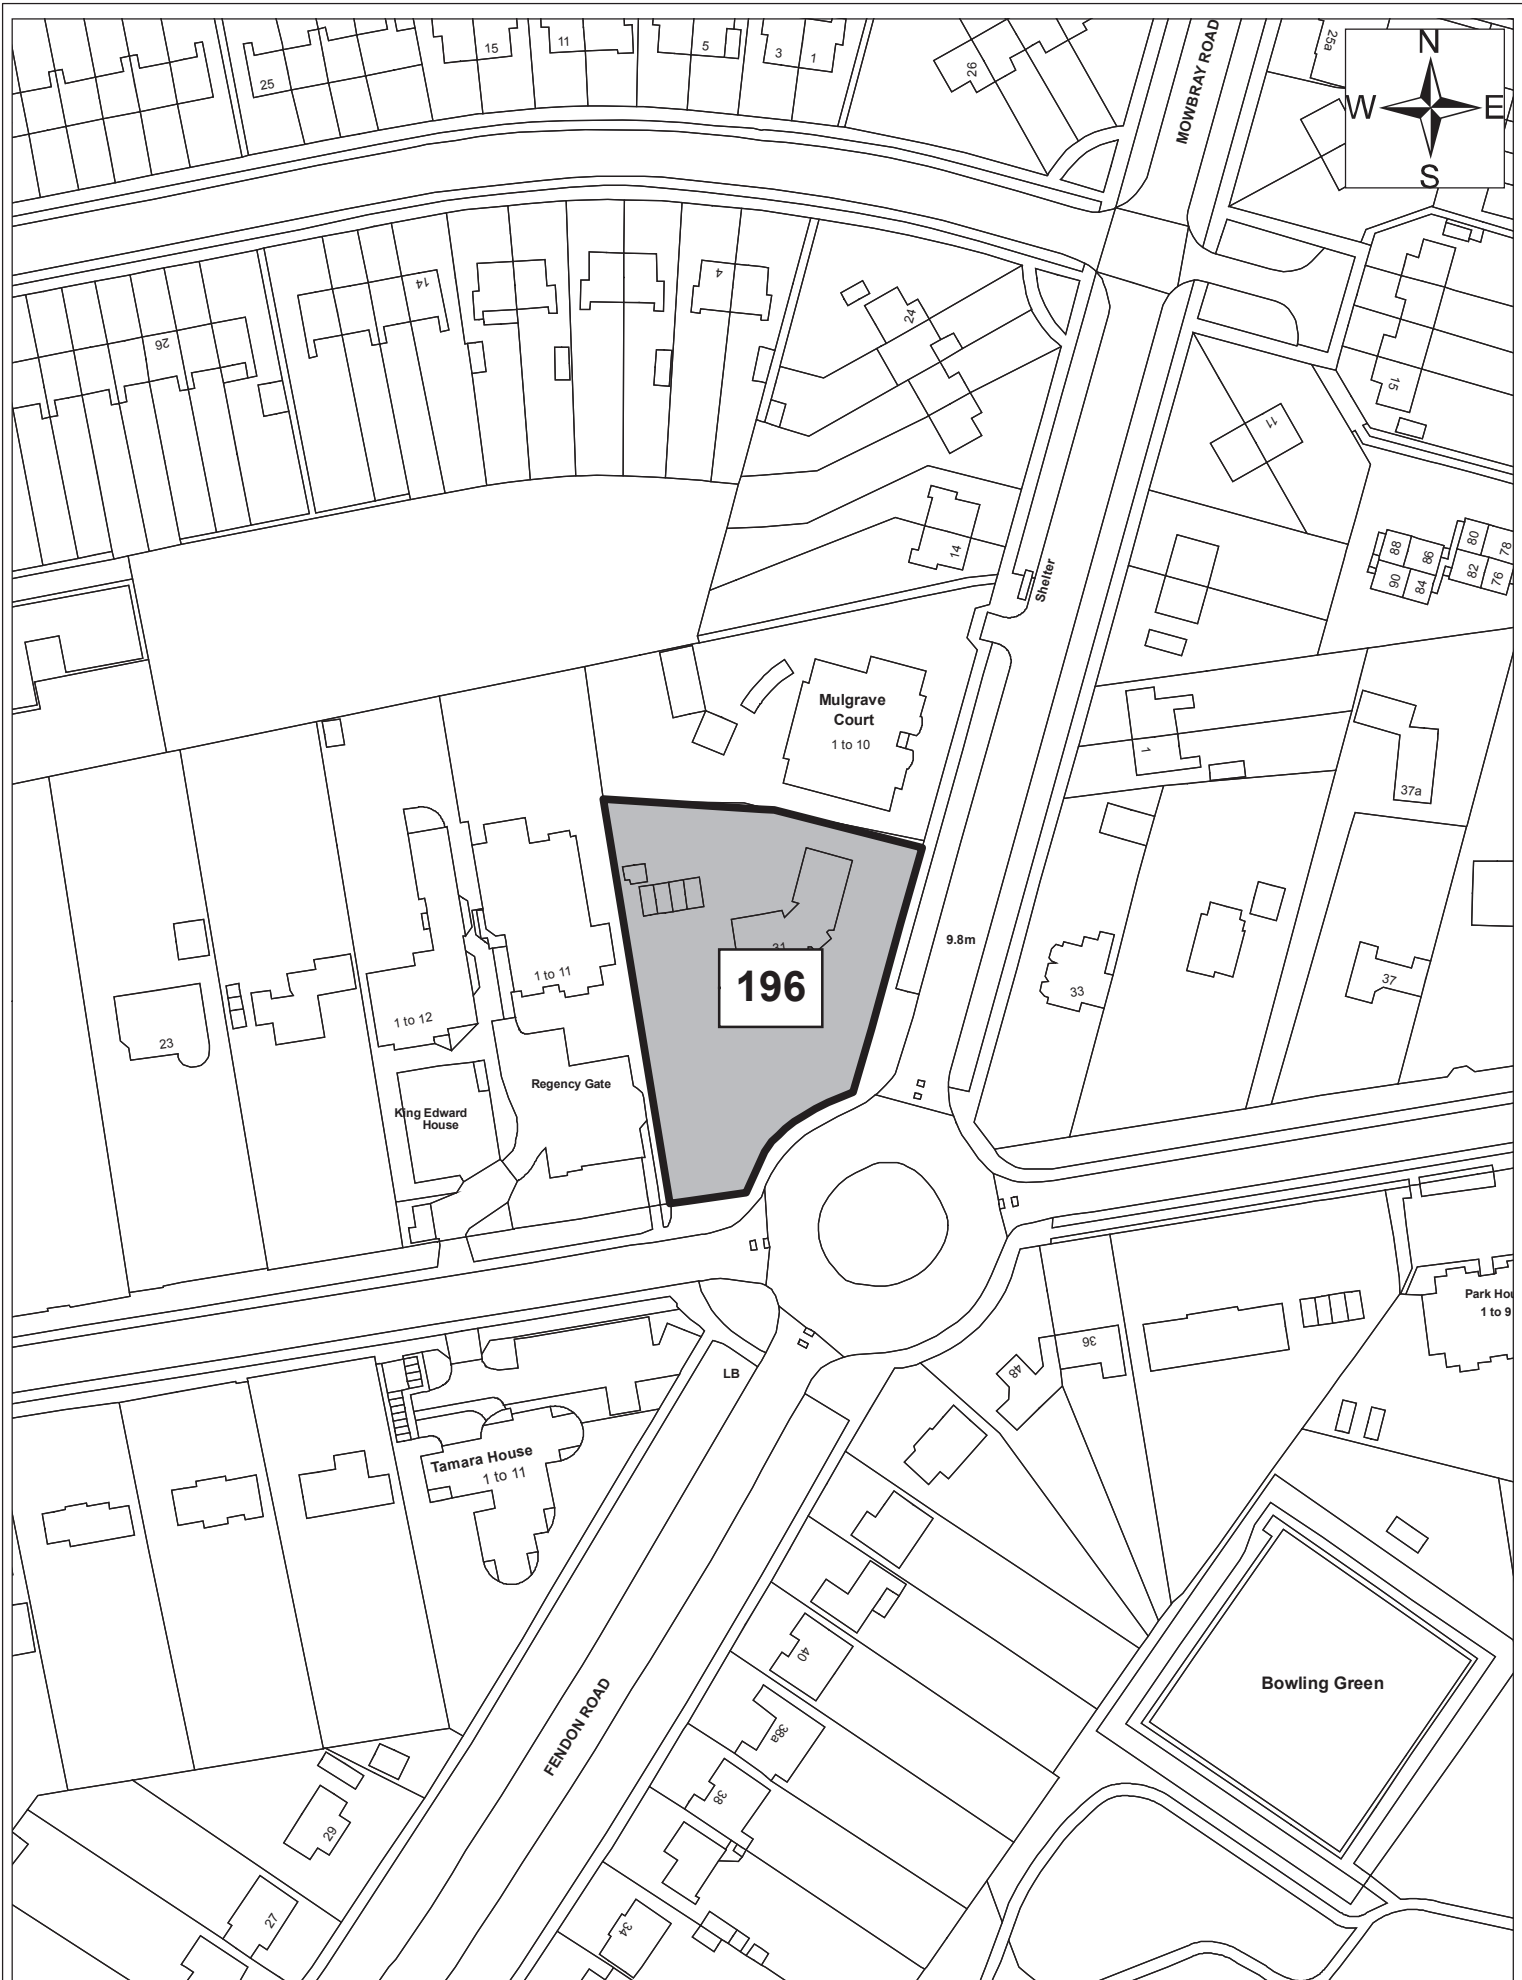 15
11
5
3
1
25
26
MOWBRAY ROAD
25a
N
W
E
S
14
4
26
24
15
11
14
Shelter
88
86
80
78
90
84
82
76
Mulgrave
Court
1 to 10
1
37a
31
196
9.8m
33
37
1 to 11
1 to 12
23
Regency Gate
King Edward
House
Park Hou
1 to 9
36
48
LB
Tamara House
1 to 11
40
Bowling Green
FENDON ROAD
38a
38
29
27
34